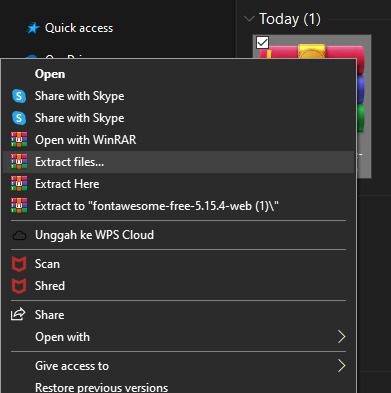 Quick access
Today (1)
Open
Share with Skype
Share with Skype
Open with WinRAR
Extract files...
Extract Here
Extract to "fontawesome-free-5.15.4-web (1)\"
Unggah ke WPS Cloud
Scan
Shred
Share
Open with
Give access to
Restore previous versions